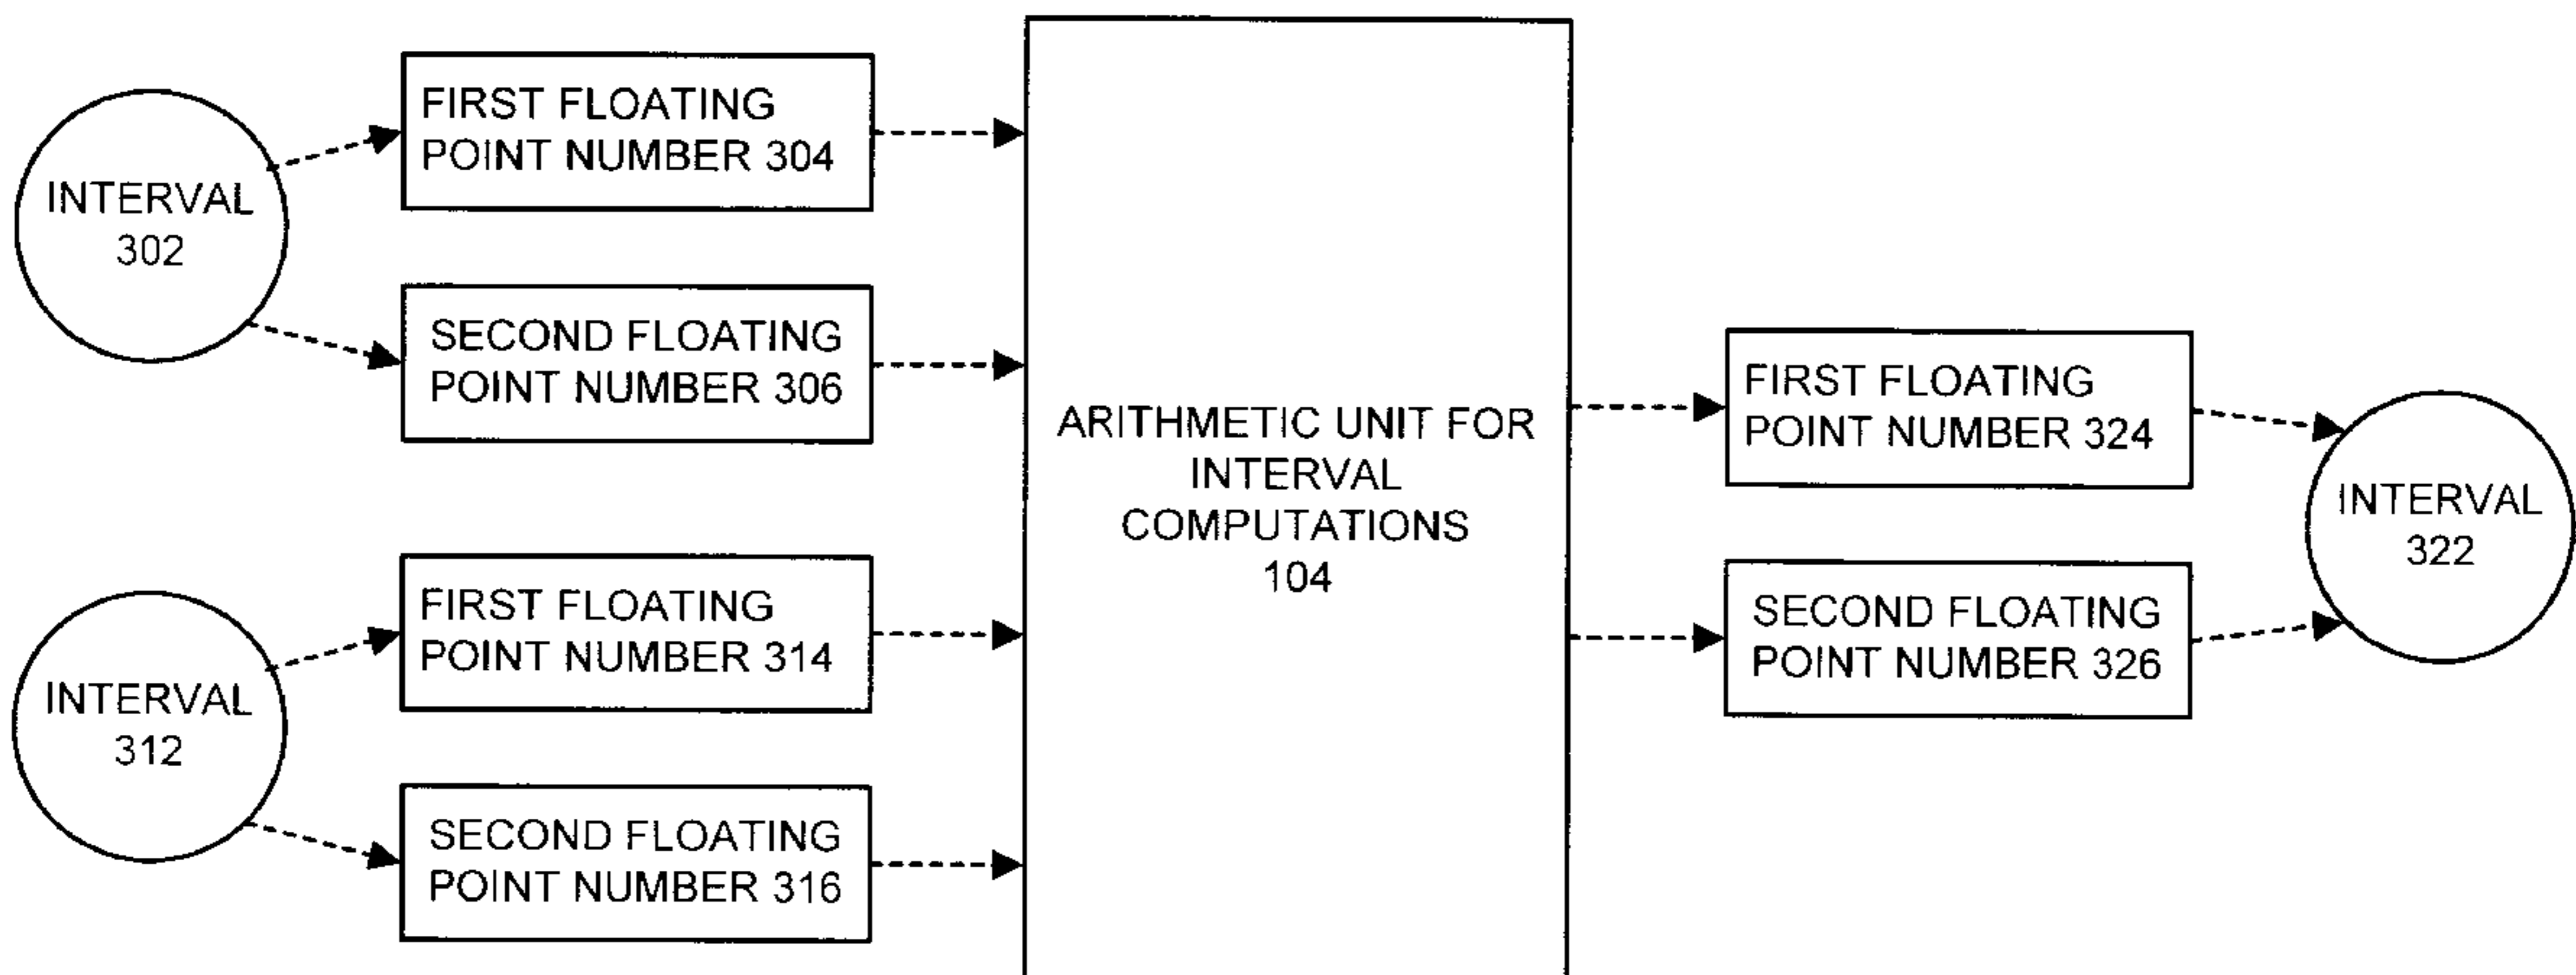 INTERVAL
302
FIRST FLOATING
POINT NUMBER 304
SECOND FLOATING
POINT NUMBER 306
INTERVAL
312
FIRST FLOATING
POINT NUMBER 314
SECOND FLOATING
POINT NUMBER 316
ARITHMETIC UNIT FOR
INTERVAL
COMPUTATIONS
104
FIRST FLOATING
POINT NUMBER 324
SECOND FLOATING
POINT NUMBER 326
INTERVAL
322